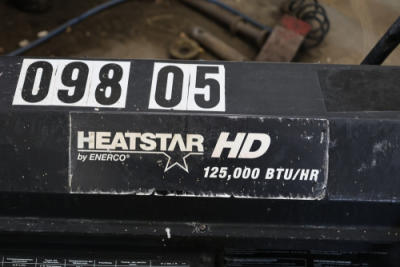 098 05
HEATSTAR HD
by ENERCO®
125,000 BTU/HR